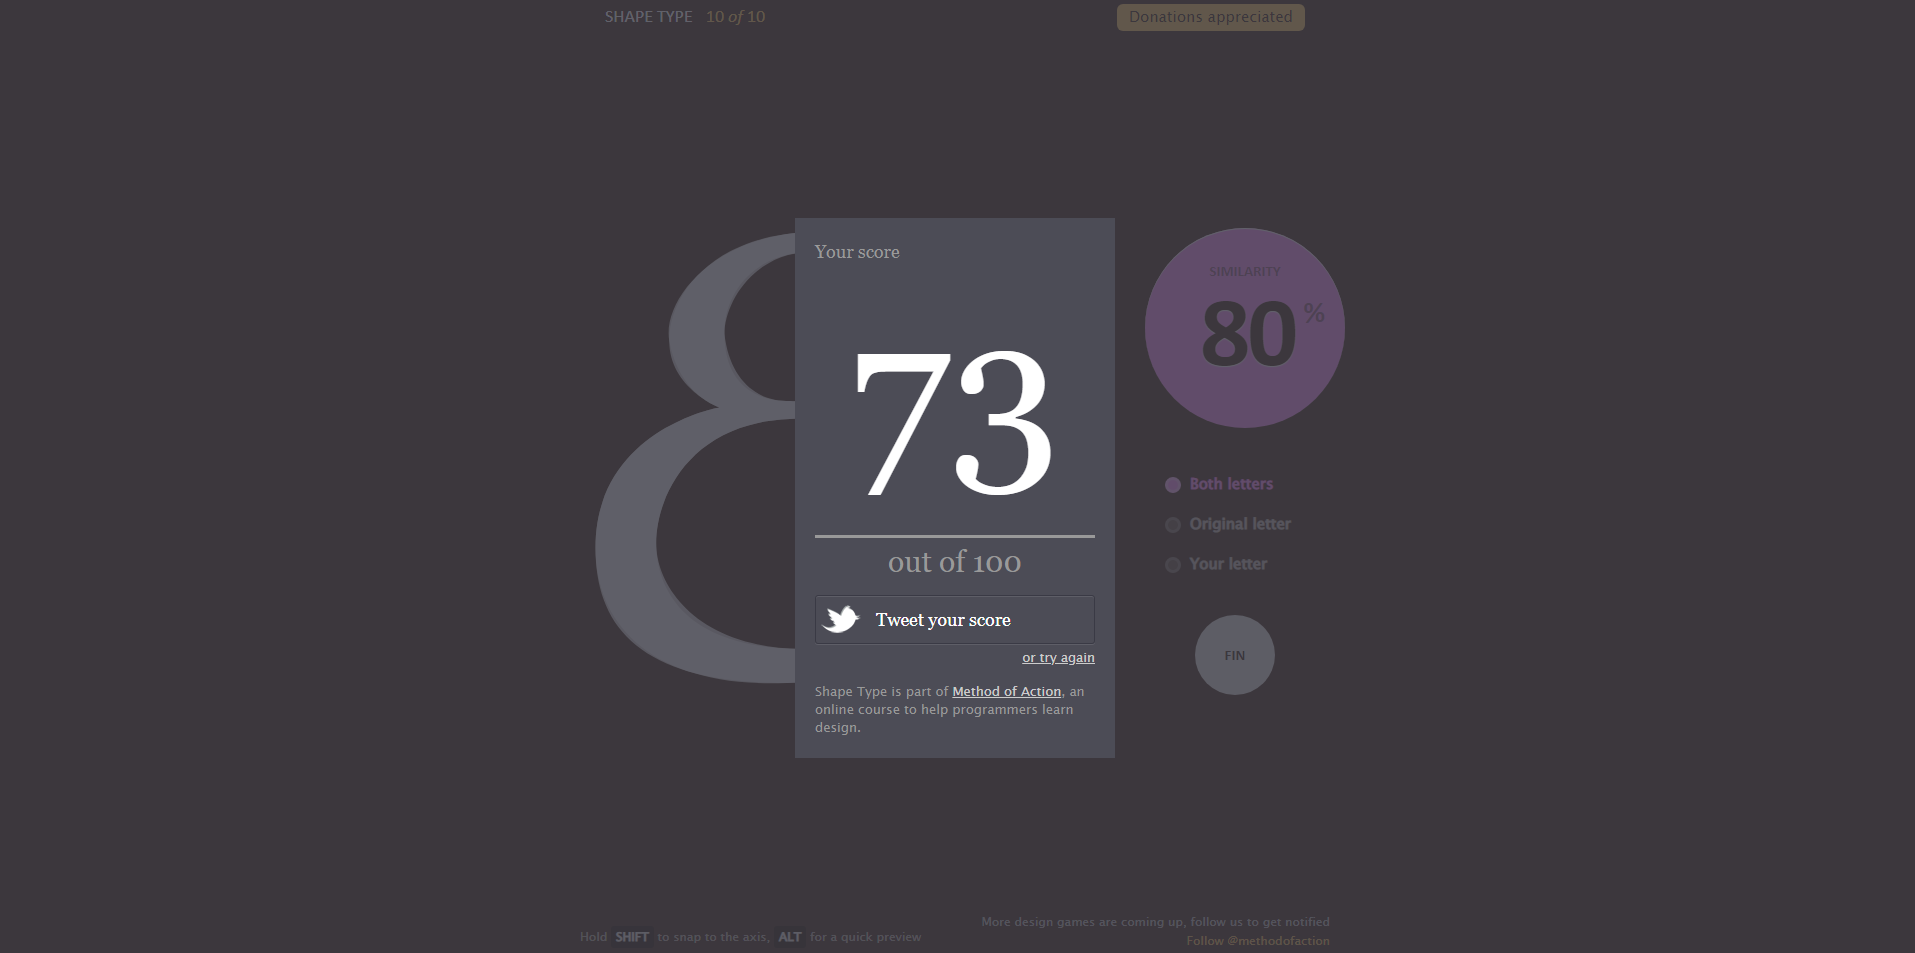 SHAPE TYPE 10 of 10
Donations appreciated
8
Your score
73
out of 100
Tweet your score
or try again
Shape Type is part of Method of Action, an
online course to help programmers learn
design.
SIMILARITY
80%
Both letters
Original letter
Your letter
FIN
Hold SHIFT to snap to the axis, ALT for a quick preview
More design games are coming up, follow us to get notified
Follow @methodofaction